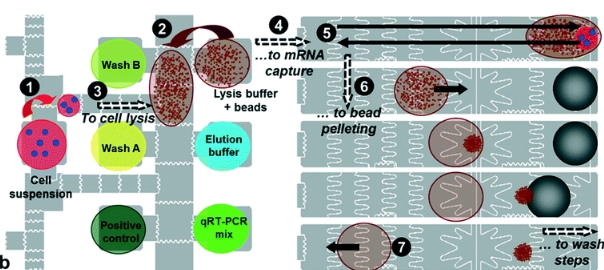 2
4
…to mRNA
capture
5
Wash B
Lysis buffer
+ beads
1
3
To cell lysis
6
… to bead
pelleting
Wash A
Elution
buffer
Cell
suspension
Positive
control
qRT-PCR
mix
7
… to wash
steps
b